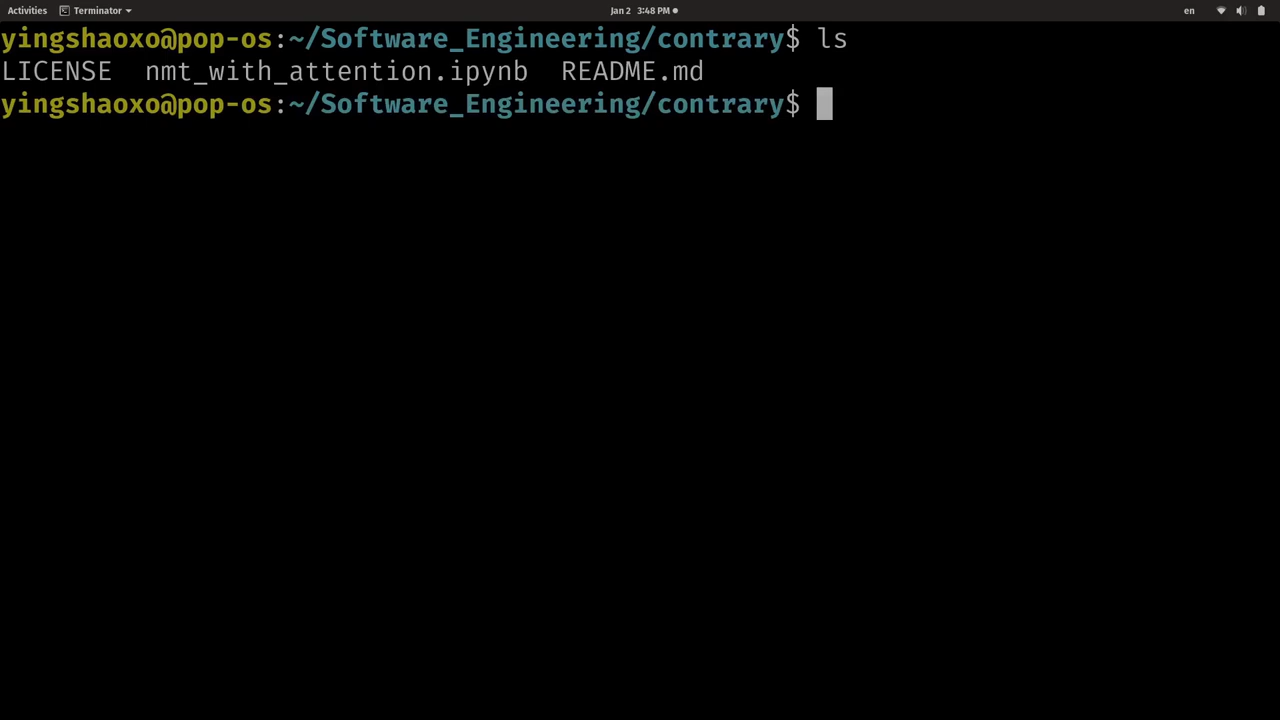 Activities Terminator Jan 2 3:48 PM en
yingshaoxo@pop-os:~/Software_Engineering/contrary$ ls
LICENSE nmt_with_attention.ipynb README.md
yingshaoxo@pop-os:~/Software_Engineering/contrary$